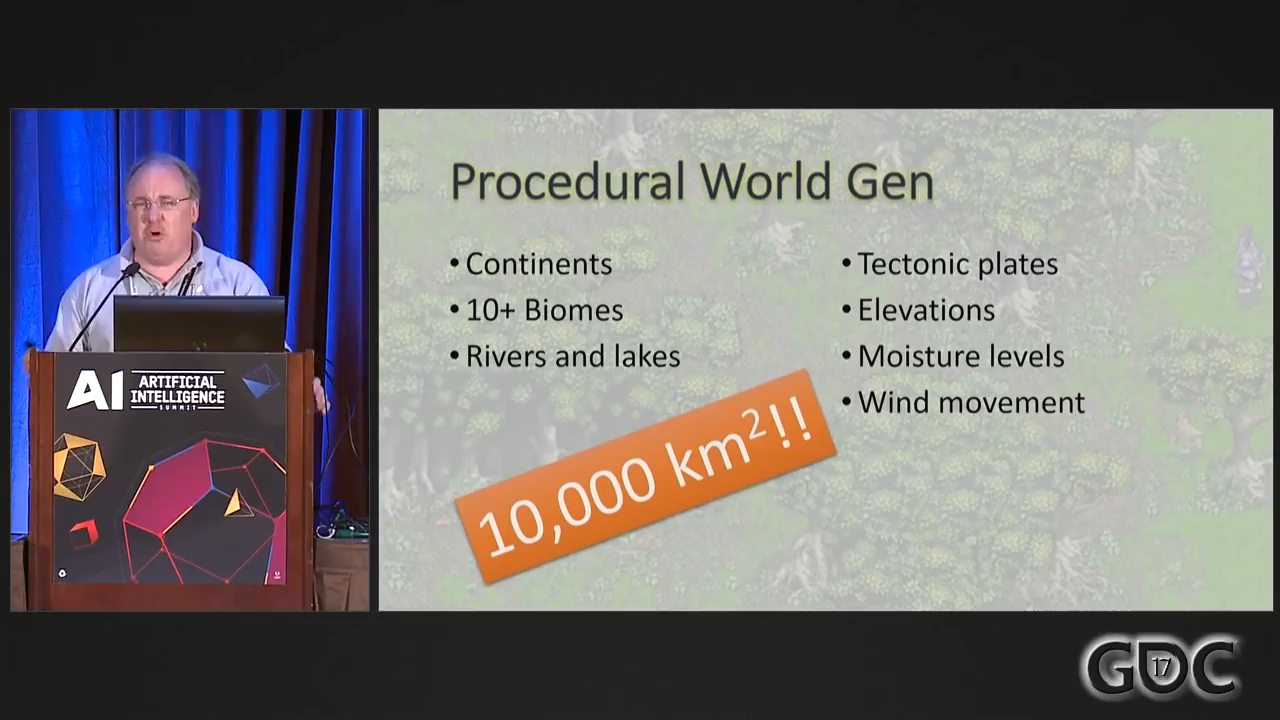 Procedural World Gen
• Continents
• 10+ Biomes
• Rivers and lakes
• Tectonic plates
• Elevations
• Moisture levels
• Wind movement
10,000 km²!!
AI ARTIFICIAL
INTELLIGENCE
SUMMIT
GDC
17